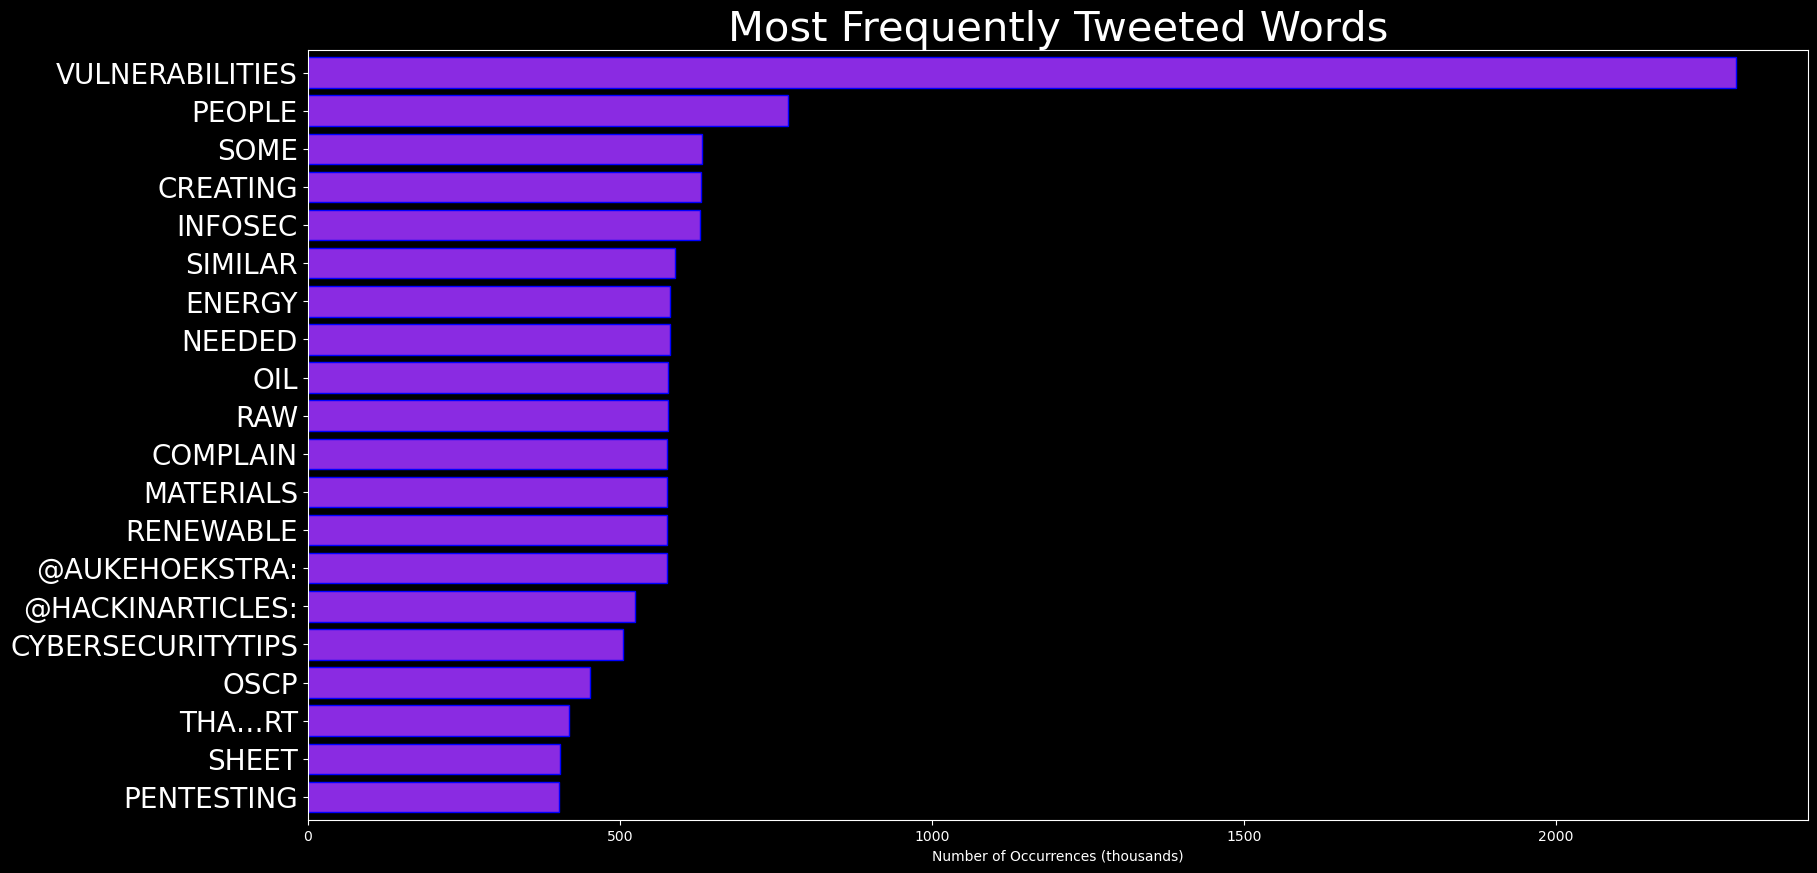 Most Frequently Tweeted Words
VULNERABILITIES
PEOPLE
SOME
CREATING
INFOSEC
SIMILAR
ENERGY
NEEDED
OIL
RAW
COMPLAIN
MATERIALS
RENEWABLE
@AUKEHOEKSTRA:
@HACKINARTICLES:
CYBERSECURITYTIPS
OSCP
THA…RT
SHEET
PENTESTING
0 500 1000 1500 2000
Number of Occurrences (thousands)